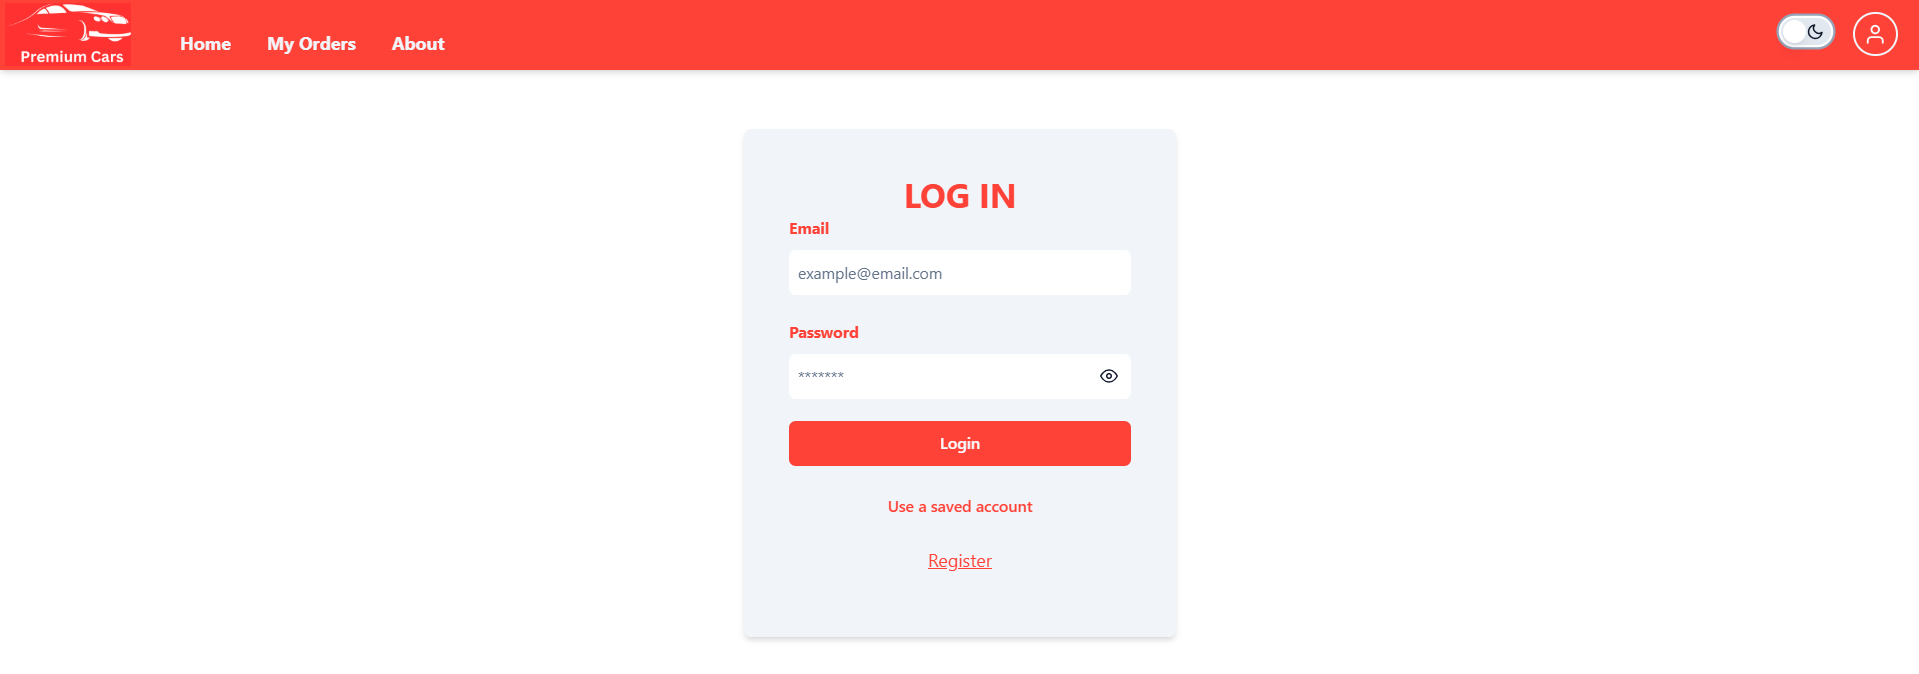 Premium Cars
Home My Orders About
LOG IN
Email
example@email.com
Password
*******
Login
Use a saved account
Register